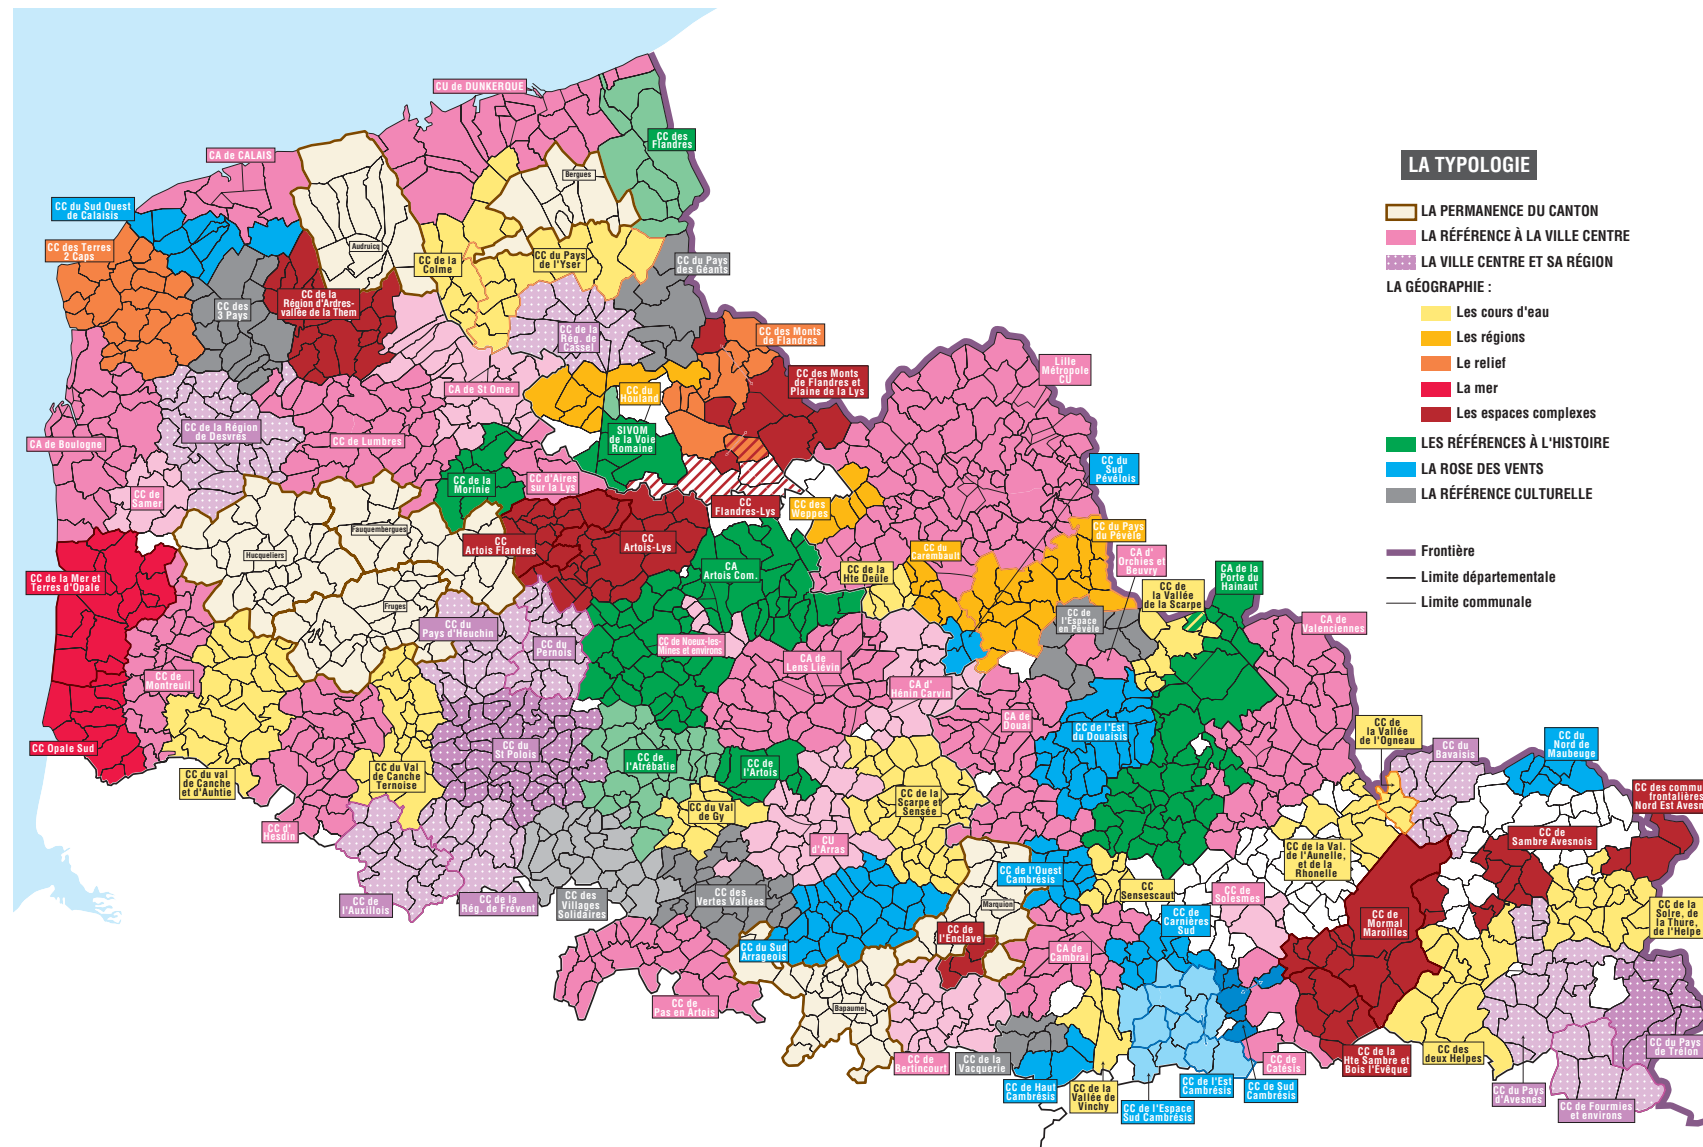 CU de DUNKERQUE
CC des
Flandres
CA de CALAIS
Bergues
CC du Sud Ouest
de Calaisis
CC des Terres
2 Caps
Audruicq
CC de la
Colme
CC du Pays
de l'Yser
CC du Pays
des Géants
CC des
3 Pays
CC de la
Région d'Ardres-
vallée de la Them
CC de la
Rég. de
Cassel
CC des Monts
de Flandres
CC des Monts
de Flandres et
Plaine de la Lys
Lille
Métropole
CU
CA de St Omer
CC du
Houland
CA de Boulogne
CC de la Région
de Desvres
CC de Lumbres
SIVOM
de la Voie
Romaine
CC du
Sud
Pévélois
CC de
Samer
CC de la
Morinie
CC d'Aires
sur la Lys
CC
Flandres-Lys
CC des
Weppes
Fauquembergues
Hucqueliers
CC
Artois Flandres
CC
Artois-Lys
CC du Pays
du Pévèle
CC du
Carembault
CA d'
Orchies et
Beuvry
CC de la Mer et
Terres d'Opale
CA
Artois Com.
CC de la
Hte Deûle
CC de
la Vallée
de la Scarpe
CA de la
Porte du
Hainaut
Fruges
CC du
Pays d'Heuchin
CC du
Pernois
CC de Noeux-les-
Mines et environs
CC de
l'Espace
en Pévèle
CA de
Valenciennes
CC de
Montreuil
CA de
Lens Liévin
CA d'
Hénin Carvin
CC Opale Sud
CC du
St Polois
CA de
Douai
CC de l'Est
du Douaisis
CC de
la Vallée
de l'Ogneau
CC du
Bavaisis
CC du
Nord de
Maubeuge
CC du val
de Canche
et d'Auhtie
CC du Val
de Canche
Ternoise
CC de
l'Atrébatie
CC de
l'Artois
CC du Val
de Gy
CC de la
Scarpe et
Sensée
CC des commu
frontalières
Nord Est Avesn
CC d'
Hesdin
CU
d'Arras
CC de la Val.
de l'Aunelle,
et de la
Rhonelle
CC de
Sambre Avesnois
CC de
l'Auxillois
CC de la
Rég. de Frévent
CC des
Villages
Solidaires
CC des
Vertes Vallées
CC de l'Ouest
Cambrésis
CC
Sensescaut
CC de
Solesmes
Marquion
CC de
Carnières
Sud
CC de
Mormal
Maroilles
CC de la
Solre, de
la Thure,
de l'Helpe
CC du Sud
Arrageois
CC de
l'Enclave
CA de
Cambrai
CC de
Pas en Artois
Bapaume
CC de
Bertincourt
CC de la
Vacquerie
CC de Haut
Cambrésis
CC de la
Vallée de
Vinchy
CC de l'Espace
Sud Cambrésis
CC de l'Est
Cambrésis
CC de Sud
Cambrésis
CC de
Catésis
CC de la
Hte Sambre et
Bois l'Évêque
CC des
deux Helpes
CC du Pays
d'Avesnes
CC du Pays
de Trélon
CC de Fourmies
et environs
LA TYPOLOGIE
LA PERMANENCE DU CANTON
LA RÉFÉRENCE À LA VILLE CENTRE
LA VILLE CENTRE ET SA RÉGION
LA GÉOGRAPHIE :
Les cours d'eau
Les régions
Le relief
La mer
Les espaces complexes
LES RÉFÉRENCES À L'HISTOIRE
LA ROSE DES VENTS
LA RÉFÉRENCE CULTURELLE
Frontière
Limite départementale
Limite communale